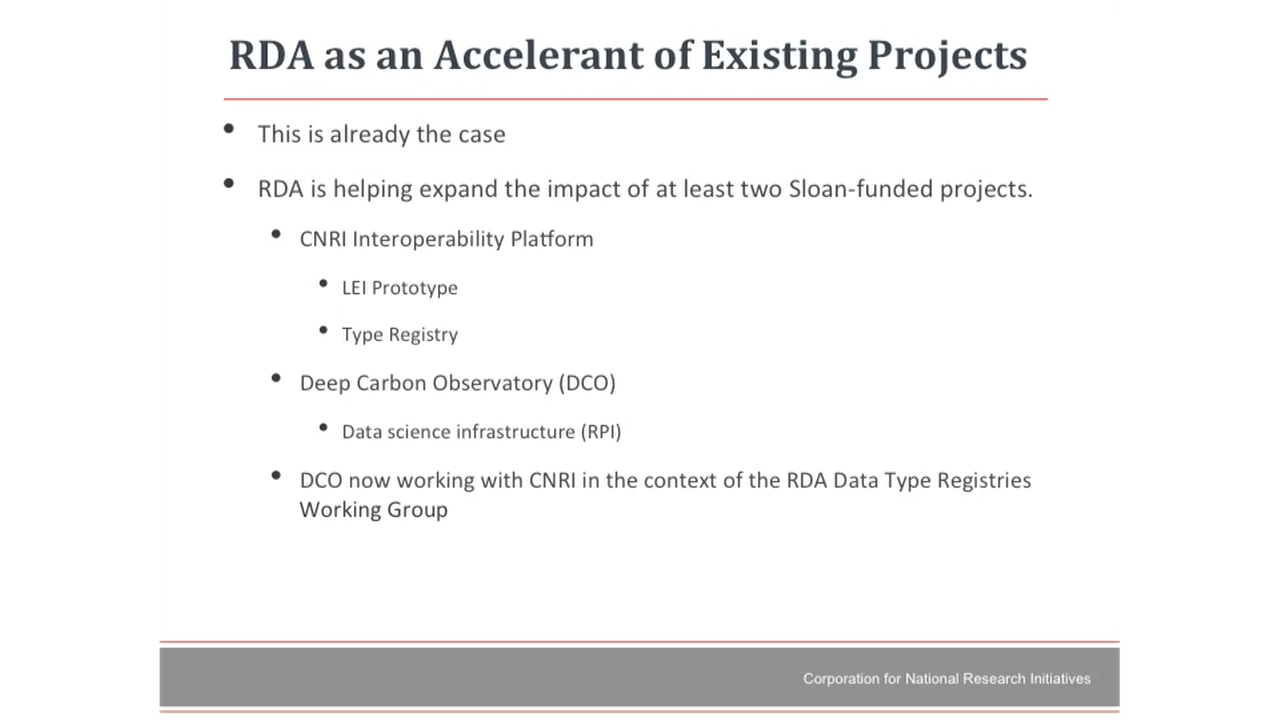 RDA as an Accelerant of Existing Projects
• This is already the case
• RDA is helping expand the impact of at least two Sloan-funded projects.
• CNRI Interoperability Platform
• LEI Prototype
• Type Registry
• Deep Carbon Observatory (DCO)
• Data science infrastructure (RPI)
• DCO now working with CNRI in the context of the RDA Data Type Registries
Working Group
Corporation for National Research Initiatives